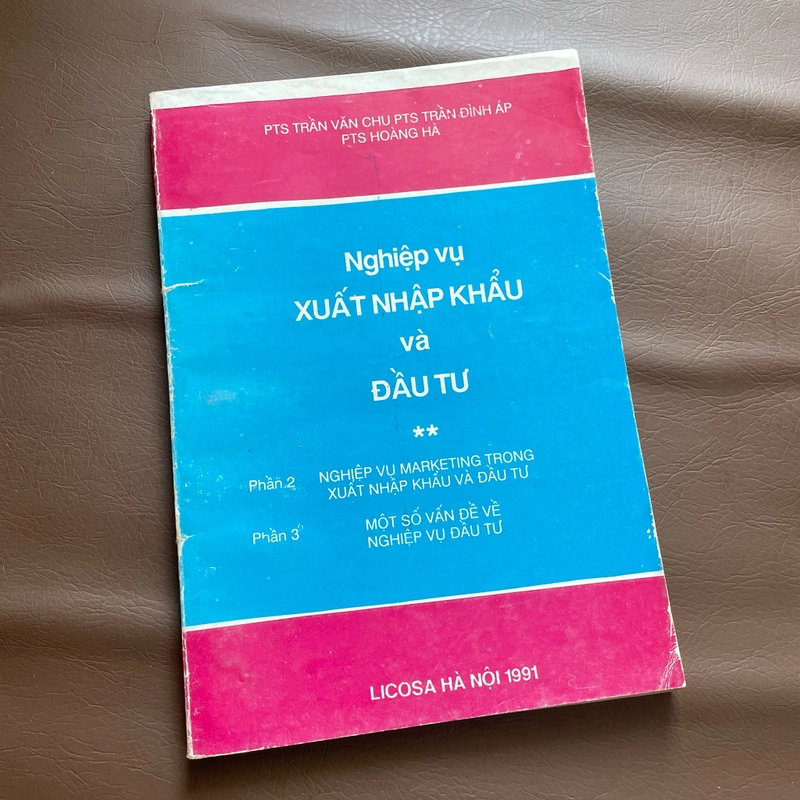 PTS TRẦN VĂN CHU PTS TRẦN ĐÌNH ÁP
PTS HOÀNG HÀ
Nghiệp vụ
XUẤT NHẬP KHẨU
và
ĐẦU TƯ
**
Phần 2 NGHIỆP VỤ MARKETING TRONG
XUẤT NHẬP KHẨU VÀ ĐẦU TƯ
Phần 3 MỘT SỐ VẤN ĐỀ VỀ
NGHIỆP VỤ ĐẦU TƯ
LICOSA HÀ NỘI 1991